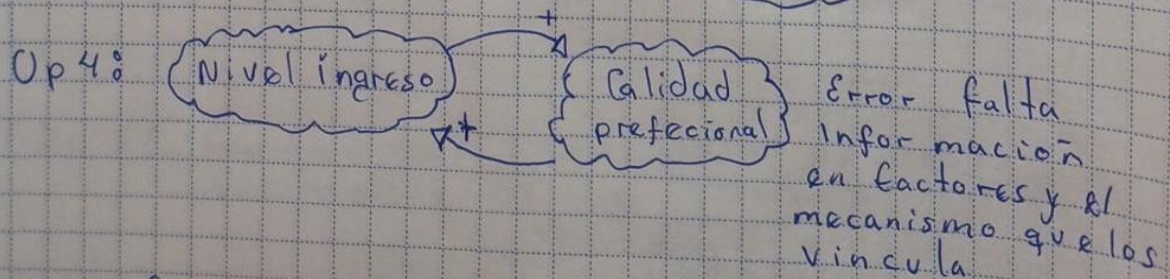 Op 4:
Nivel ingreso
+
Calidad
prefecional
+
Error falta
informacion
en factores y el
mecanismo que los
vincula